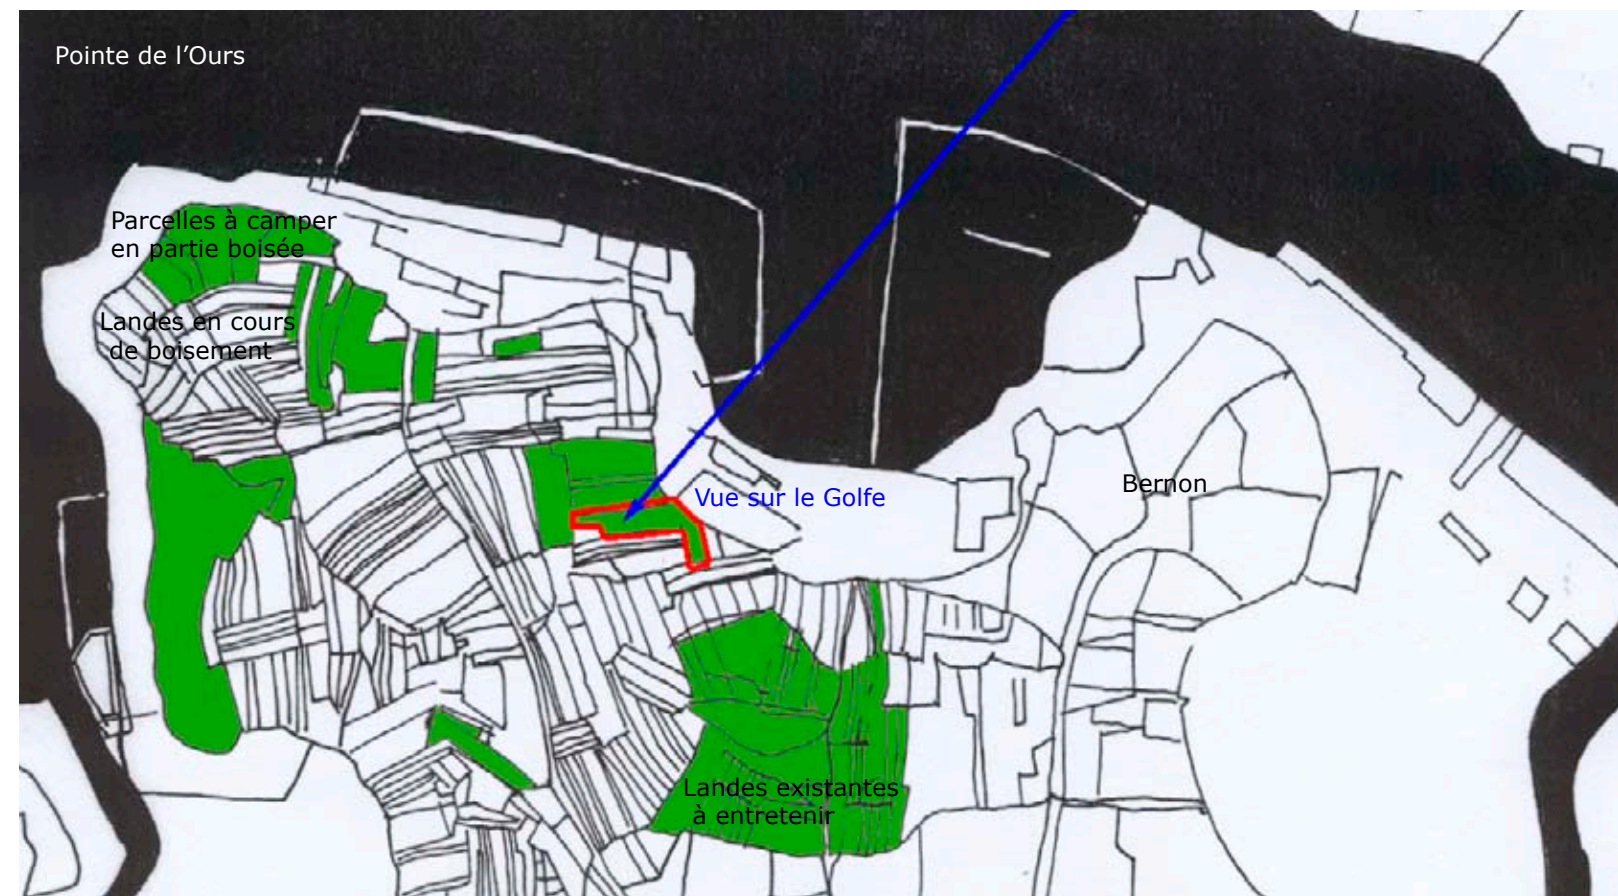 Pointe de l’Ours
Parcelles à camper
en partie boisée
Landes en cours
de boisement
Vue sur le Golfe
Bernon
Landes existantes
à entretenir